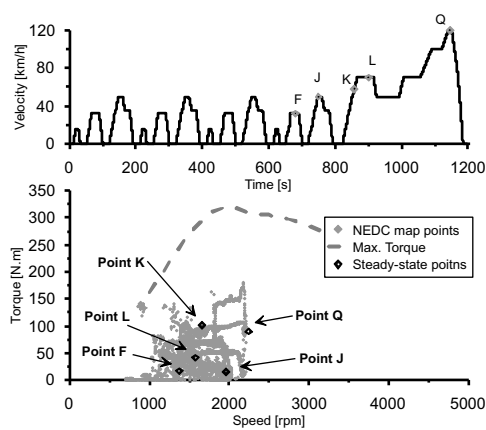 Velocity [km/h]
120
80
40
0
F
J
K
L
Q
0 200 400 600 800 1000 1200
Time [s]
Torque [N.m]
350
300
250
200
150
100
50
0
NEDC map points
Max. Torque
Steady-state poitns
Point K
Point L
Point F
Point Q
Point J
0 1000 2000 3000 4000 5000
Speed [rpm]